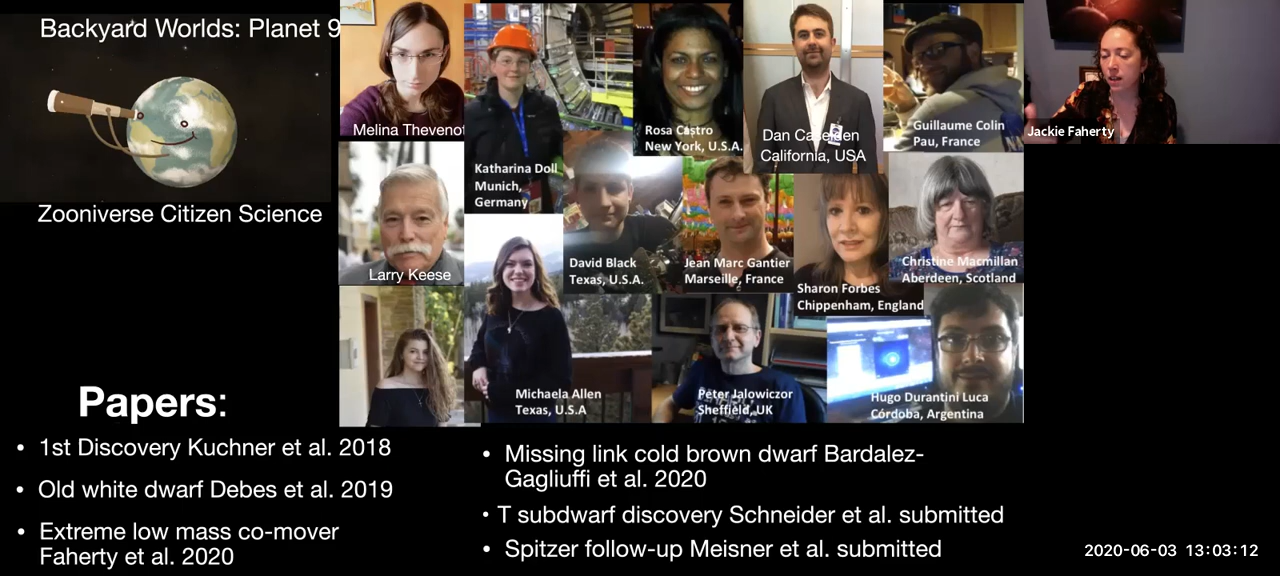 Backyard Worlds: Planet 9
Zooniverse Citizen Science
Melina Thevenot
Katharina Doll
Munich,
Germany
Rosa Castro
New York, U.S.A.
Dan Caselden
California, USA
Guillaume Colin
Pau, France
Jackie Faherty
Larry Keese
David Black
Texas, U.S.A.
Jean Marc Gantier
Marseille, France
Sharon Forbes
Chippenham, England
Christine Macmillan
Aberdeen, Scotland
Michaela Allen
Texas, U.S.A
Peter Jalowiczor
Sheffield, UK
Hugo Durantini Luca
Córdoba, Argentina
Papers:
• 1st Discovery Kuchner et al. 2018
• Old white dwarf Debes et al. 2019
• Extreme low mass co-mover
Faherty et al. 2020
• Missing link cold brown dwarf Bardalez-
Gagliuffi et al. 2020
• T subdwarf discovery Schneider et al. submitted
• Spitzer follow-up Meisner et al. submitted
2020-06-03 13:03:12